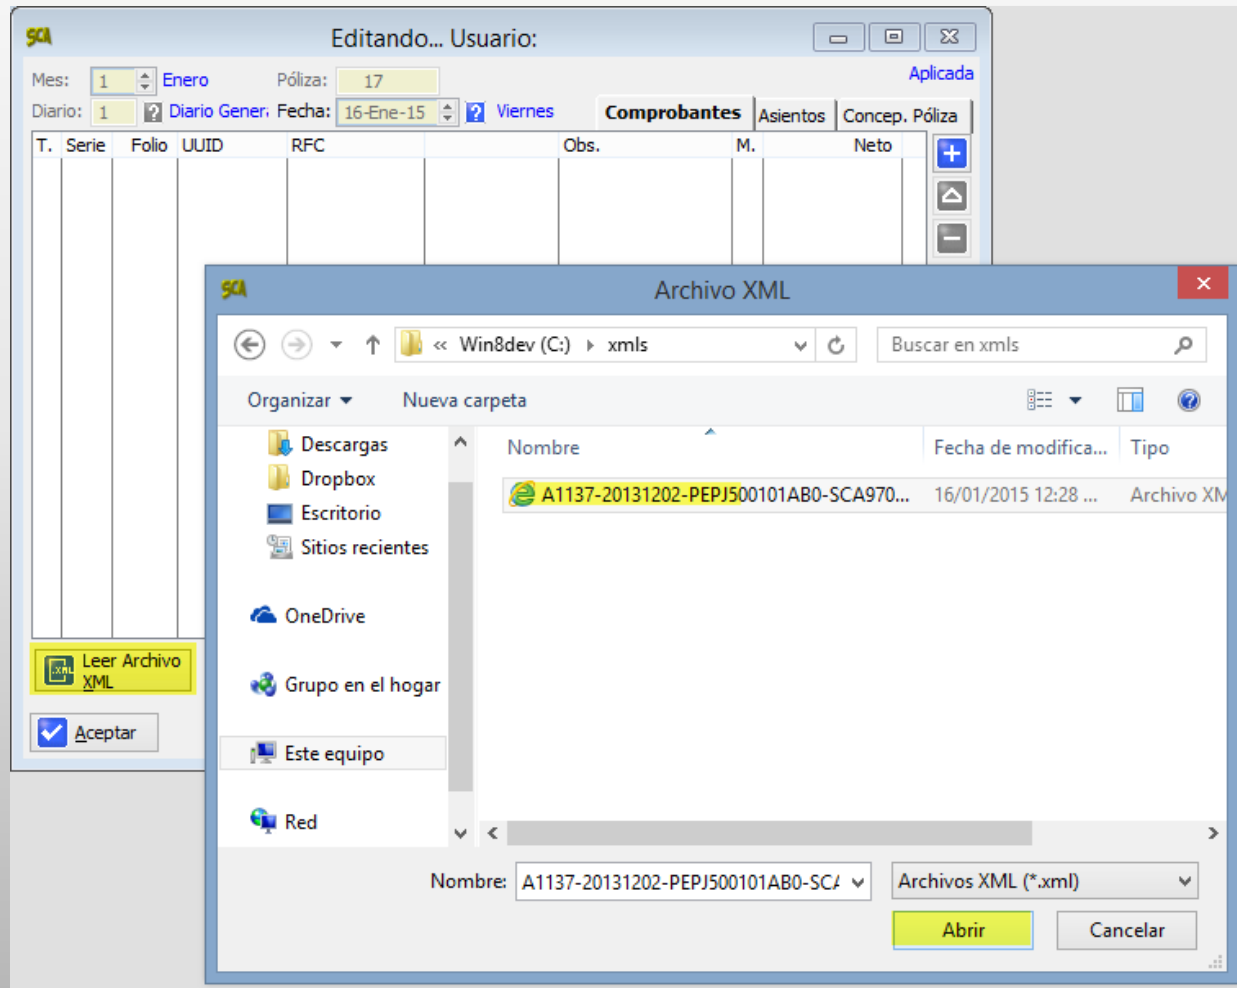 SCA Editando... Usuario:
Mes: 1 Enero Póliza: 17 Aplicada
Diario: 1 Diario Gener. Fecha: 16-Ene-15 Viernes Comprobantes Asientos Concep. Póliza
T. Serie Folio UUID RFC Obs. M. Neto
SCA Archivo XML
« Win8dev (C:) xmls Buscar en xmls
Organizar Nueva carpeta
Descargas Nombre Fecha de modifica... Tipo
Dropbox A1137-20131202-PEPJ500101AB0-SCA970... 16/01/2015 12:28 ... Archivo XM
Escritorio
Sitios recientes
OneDrive
Leer Archivo
XML
Grupo en el hogar
Aceptar
Este equipo
Red
Nombre: A1137-20131202-PEPJ500101AB0-SCA Archivos XML (*.xml)
Abrir Cancelar